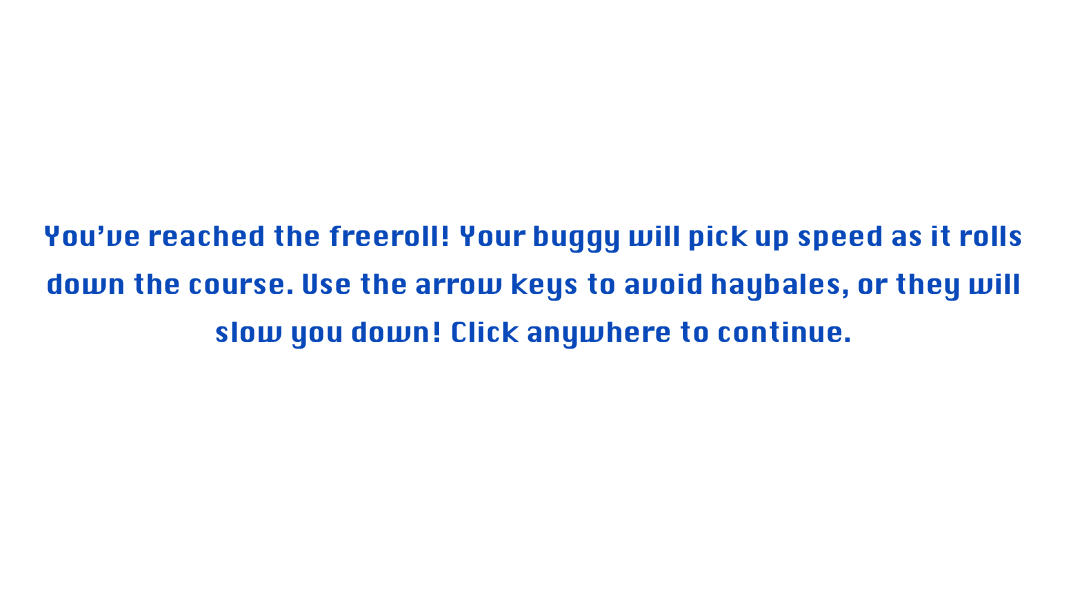 You’ve reached the freeroll! Your buggy will pick up speed as it rolls
down the course. Use the arrow keys to avoid haybales, or they will
slow you down! Click anywhere to continue.